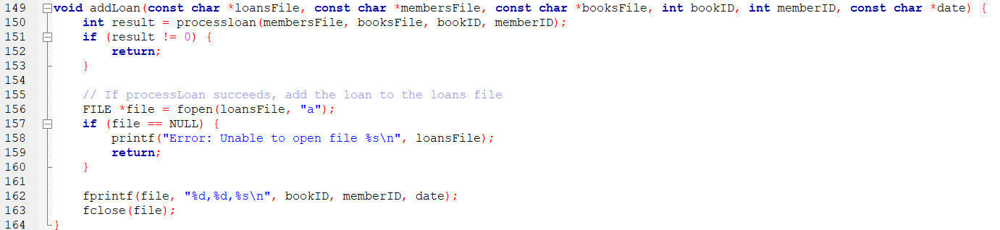 149 void addLoan(const char *loansFile, const char *membersFile, const char *booksFile, int bookID, int memberID, const char *date) {
150     int result = processloan(membersFile, booksFile, bookID, memberID);
151     if (result != 0) {
152         return;
153     }
154
155     // If processLoan succeeds, add the loan to the loans file
156     FILE *file = fopen(loansFile, "a");
157     if (file == NULL) {
158         printf("Error: Unable to open file %s\n", loansFile);
159         return;
160     }
161
162     fprintf(file, "%d,%d,%s\n", bookID, memberID, date);
163     fclose(file);
164 }